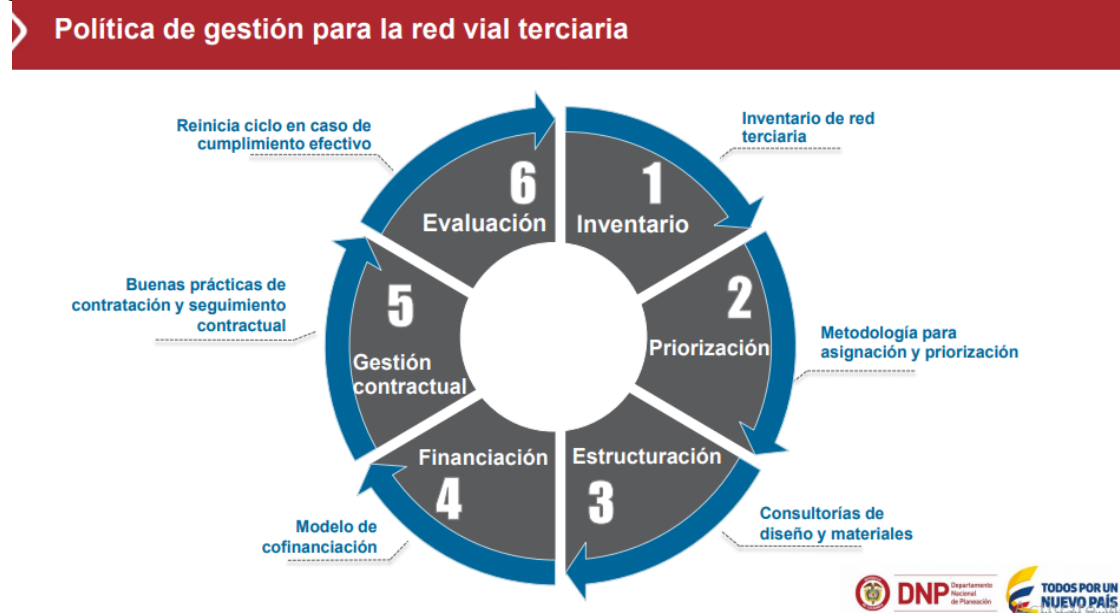 Política de gestión para la red vial terciaria
Inventario de red
terciaria
1
Inventario
2
Priorización
Metodología para
asignación y priorización
Estructuración
3
Consultorías de
diseño y materiales
Financiación
4
Modelo de
cofinanciación
5
Gestión
contractual
Buenas prácticas de
contratación y seguimiento
contractual
6
Evaluación
Reinicia ciclo en caso de
cumplimiento efectivo
DNP
Departamento
Nacional
de Planeación
TODOS POR UN
NUEVO PAÍS